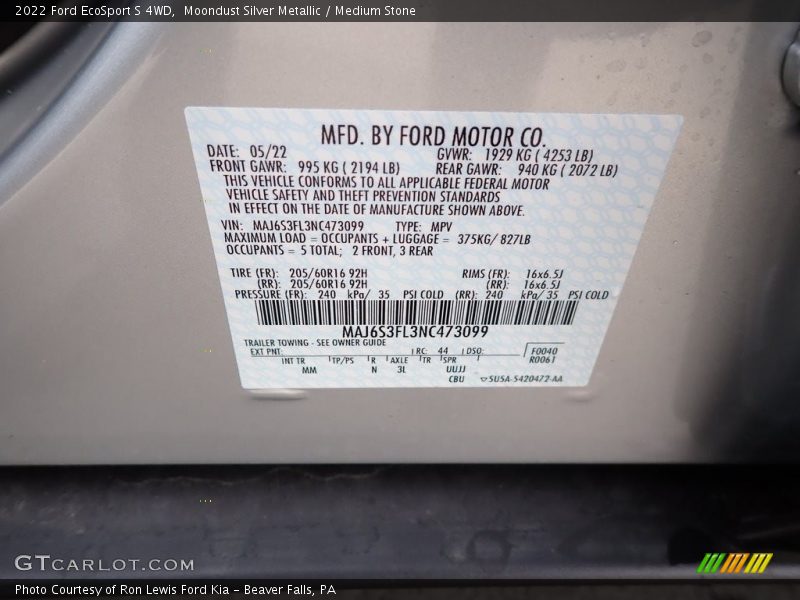 2022 Ford EcoSport S 4WD,  Moondust Silver Metallic / Medium Stone
MFD. BY FORD MOTOR CO.
DATE: 05/22 GVWR: 1929 KG ( 4253 LB)
FRONT GAWR: 995 KG ( 2194 LB) REAR GAWR: 940 KG ( 2072 LB)
THIS VEHICLE CONFORMS TO ALL APPLICABLE FEDERAL MOTOR
VEHICLE SAFETY AND THEFT PREVENTION STANDARDS
IN EFFECT ON THE DATE OF MANUFACTURE SHOWN ABOVE.
VIN: MAJ6S3FL3NC473099 TYPE: MPV
MAXIMUM LOAD = OCCUPANTS + LUGGAGE = 375KG/ 827LB
OCCUPANTS = 5 TOTAL; 2 FRONT, 3 REAR
TIRE (FR): 205/60R16 92H RIMS (FR): 16x6.5J
(RR): 205/60R16 92H (RR): 16x6.5J
PRESSURE (FR): 240 kPa/ 35 PSI COLD (RR): 240 kPa/ 35 PSI COLD
MAJ6S3FL3NC473099
TRAILER TOWING - SEE OWNER GUIDE
EXT PNT: RC: 44 DSO: F0040
INT TR TP/PS R AXLE TR SPR R0061
MM N 3L UUJJ
CBU SU5A-5420472-AA
GTCARLOT.COM
Photo Courtesy of Ron Lewis Ford Kia - Beaver Falls, PA